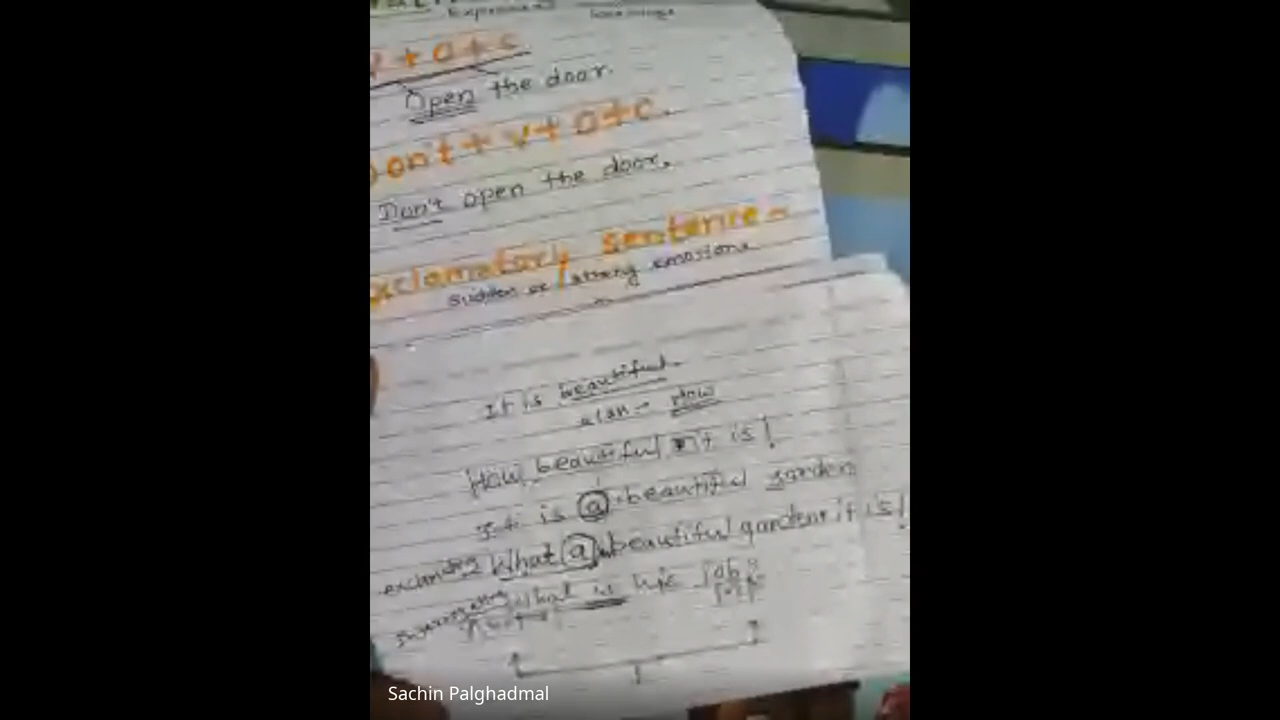 V + O + C
Open the door.
Don't + V + O + C.
Don't open the door.
Exclamatory sentence -
sudden or / strong emossions
It is beautiful.
How
How beautiful it is!
It is a beautiful garden
What a beautiful garden it is!
What is his job?
Sachin Palghadmal